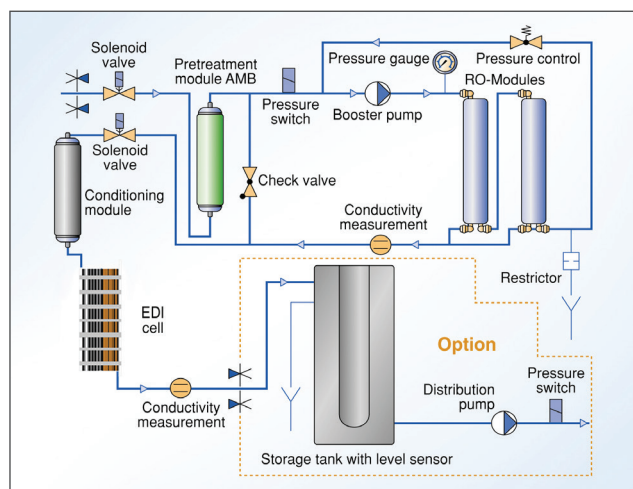 Solenoid
valve
Pretreatment
module AMB
Pressure
switch
Pressure gauge
Booster pump
Pressure control
RO-Modules
Solenoid
valve
Conditioning
module
Check valve
Conductivity
measurement
Restrictor
EDI
cell
Option
Conductivity
measurement
Distribution
pump
Pressure
switch
Storage tank with level sensor